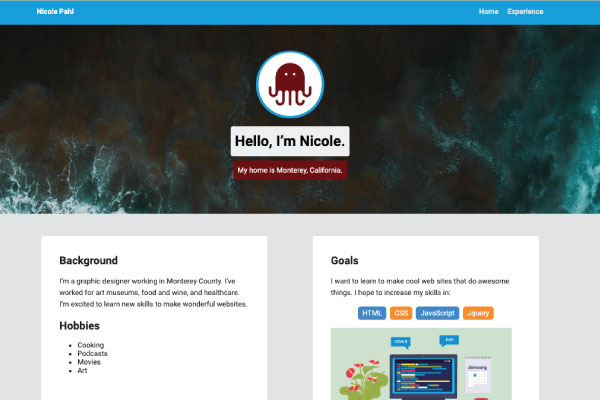 Nicole Pahl
Home Experience
Hello, I'm Nicole.
My home is Monterey, California.
Background
I'm a graphic designer working in Monterey County. I've
worked for art museums, food and wine, and healthcare.
I'm excited to learn new skills to make wonderful websites.
Hobbies
Cooking
Podcasts
Movies
Art
Goals
I want to learn to make cool web sites that do awesome
things. I hope to increase my skills in:
HTML CSS JavaScript Jquery
HTML5
PHP
January